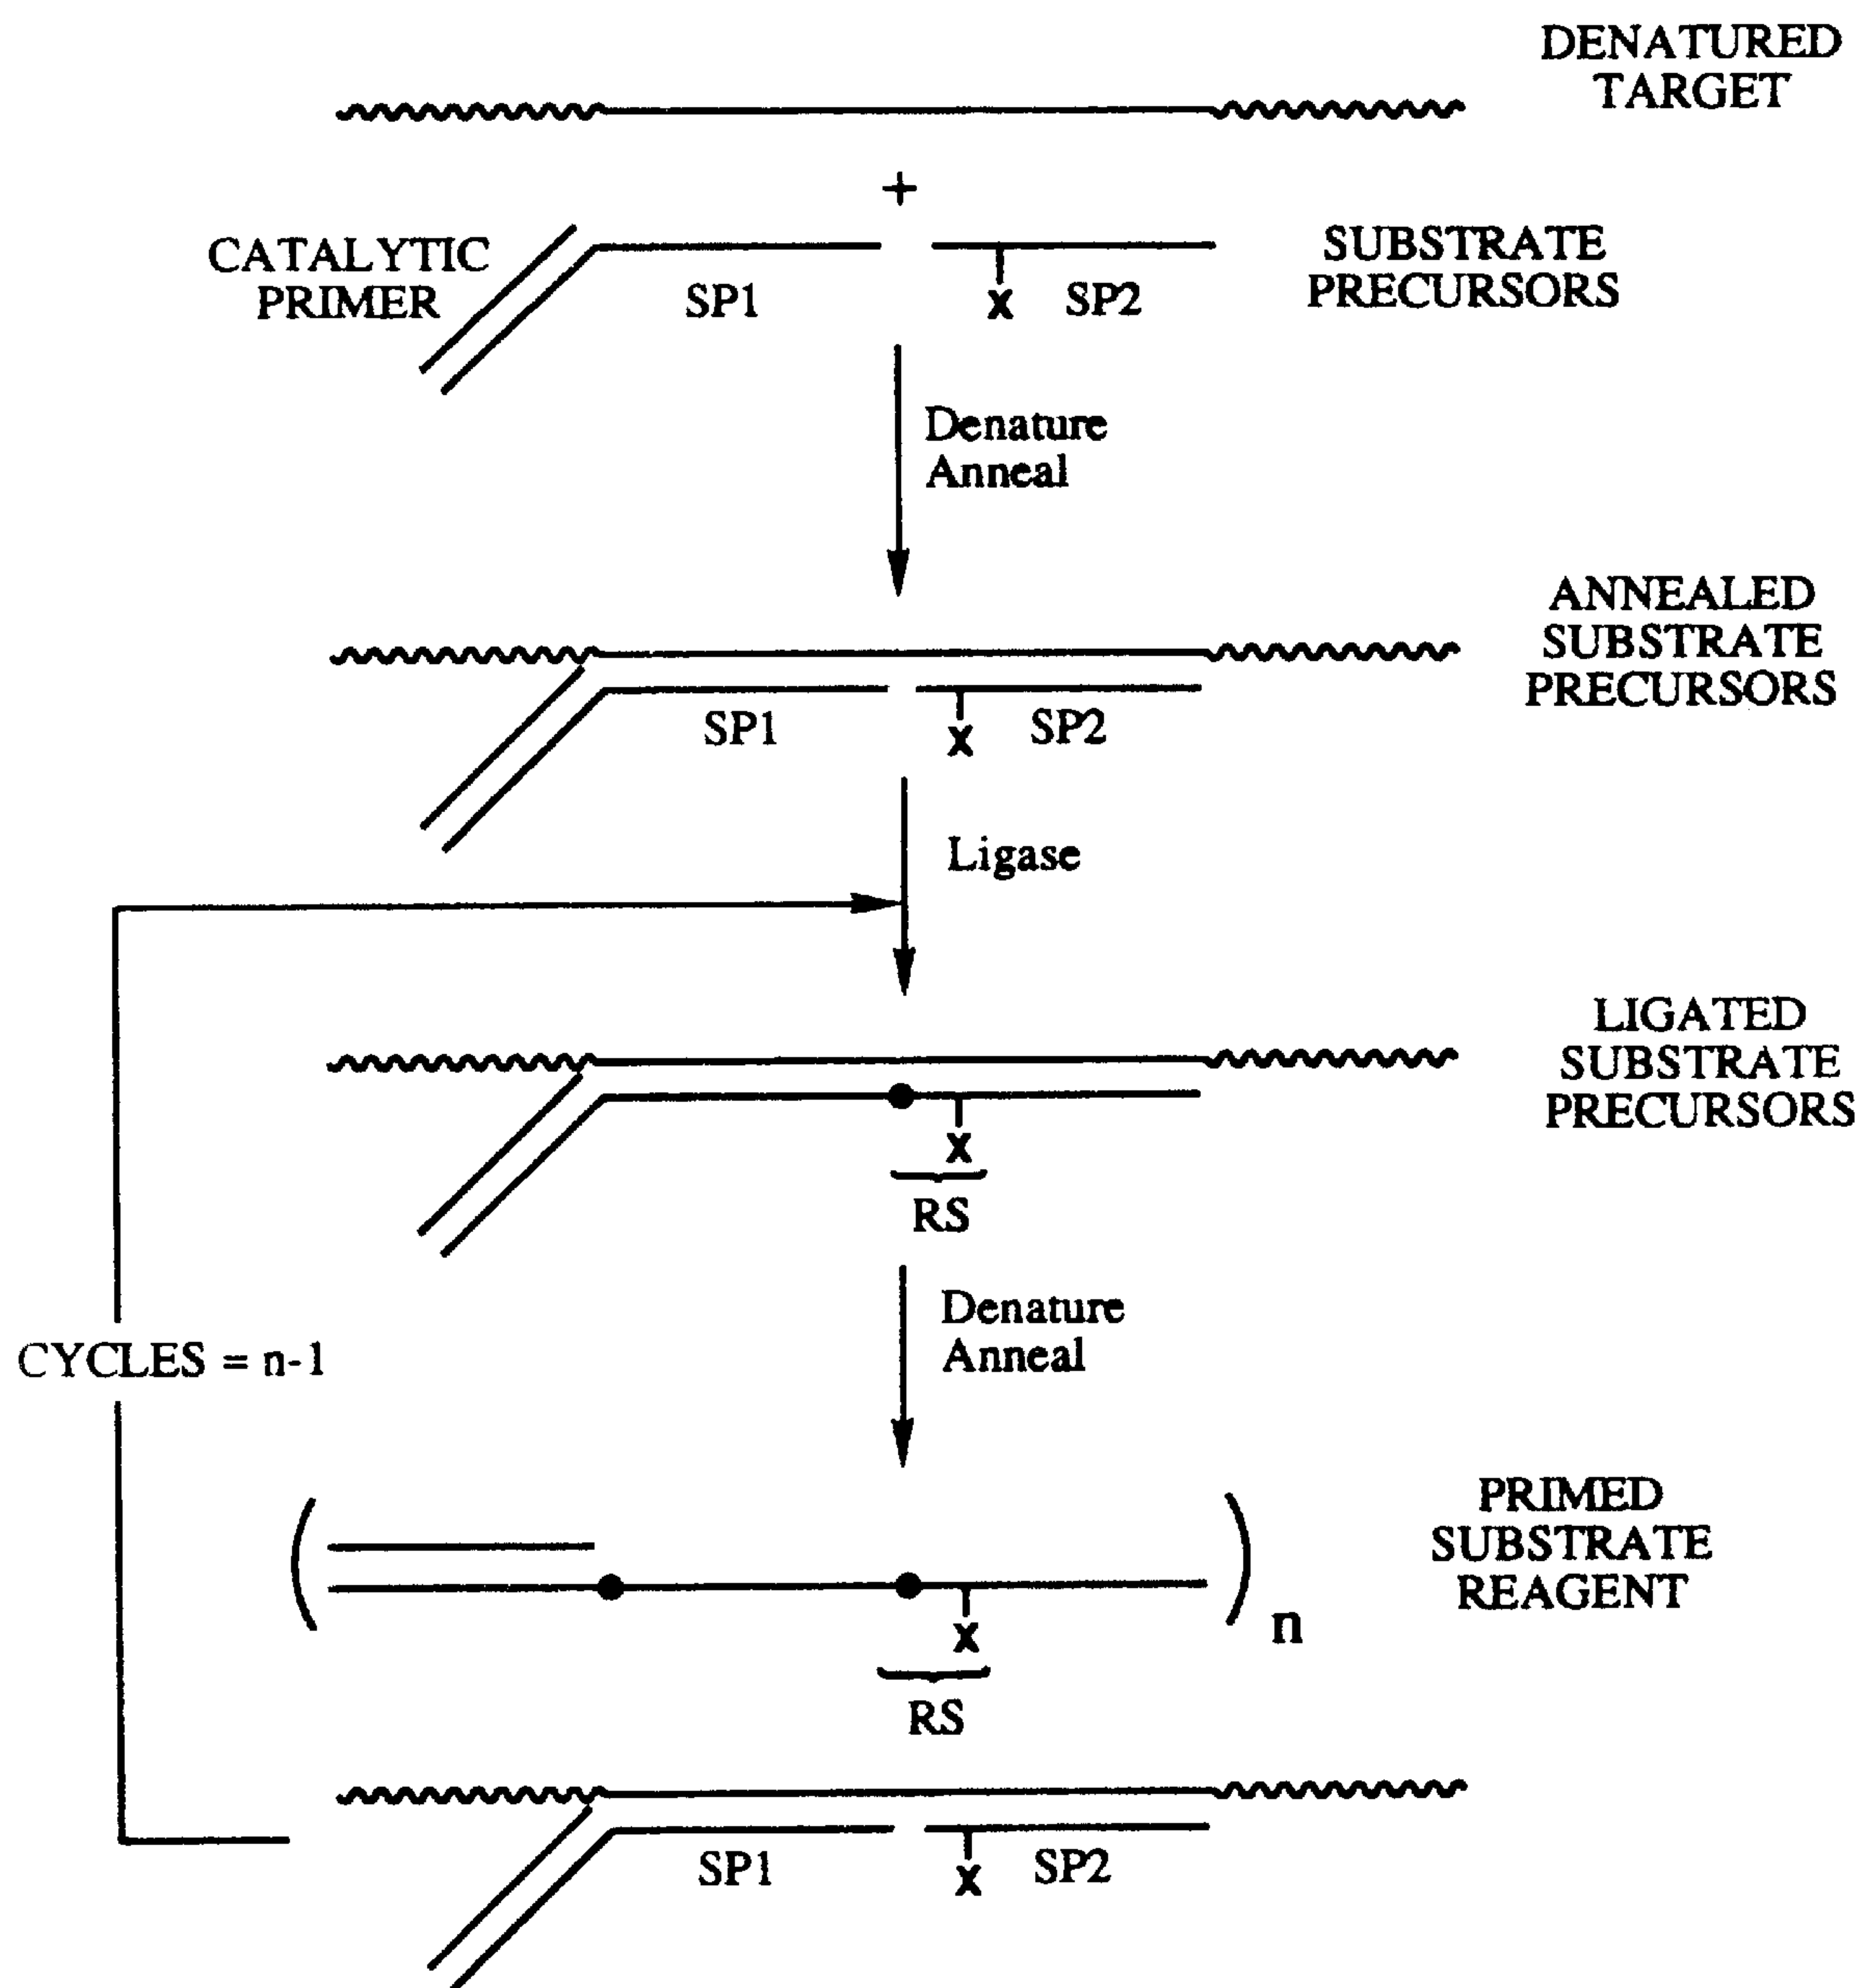 DENATURED
TARGET
+
CATALYTIC
PRIMER
SP1
X
SP2
SUBSTRATE
PRECURSORS
Denature
Anneal
ANNEALED
SUBSTRATE
PRECURSORS
SP1
X
SP2
Ligase
LIGATED
SUBSTRATE
PRECURSORS
X
RS
Denature
Anneal
CYCLES = n-1
PRIMED
SUBSTRATE
REAGENT
n
X
RS
SP1
X
SP2